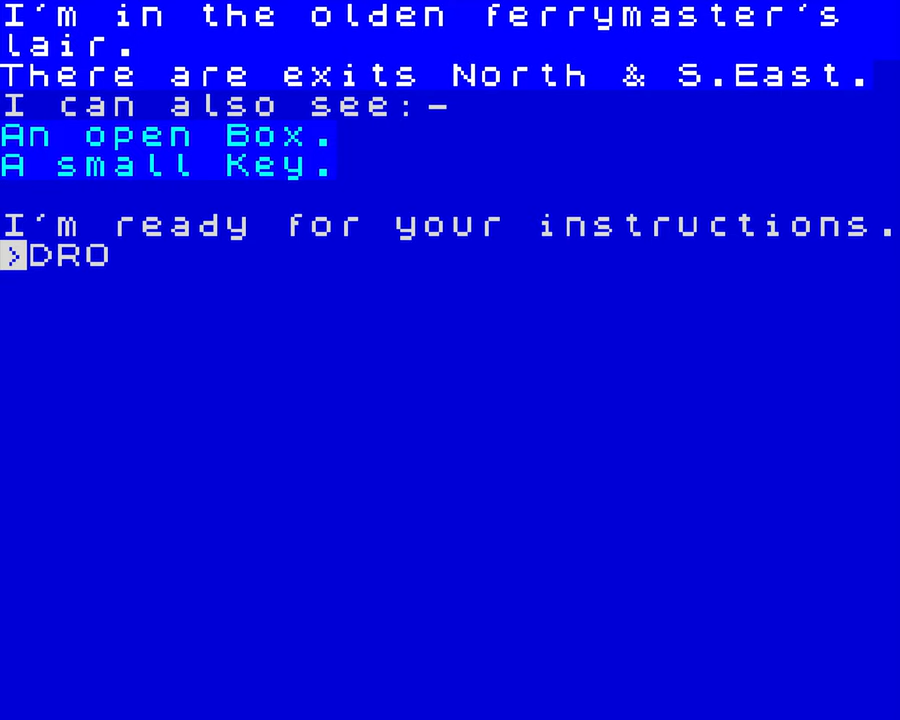 I'm in the olden ferrymaster's
lair.
There are exits North & S.East.
I can also see:-
An open Box.
A small Key.
I'm ready for your instructions.
>DRO